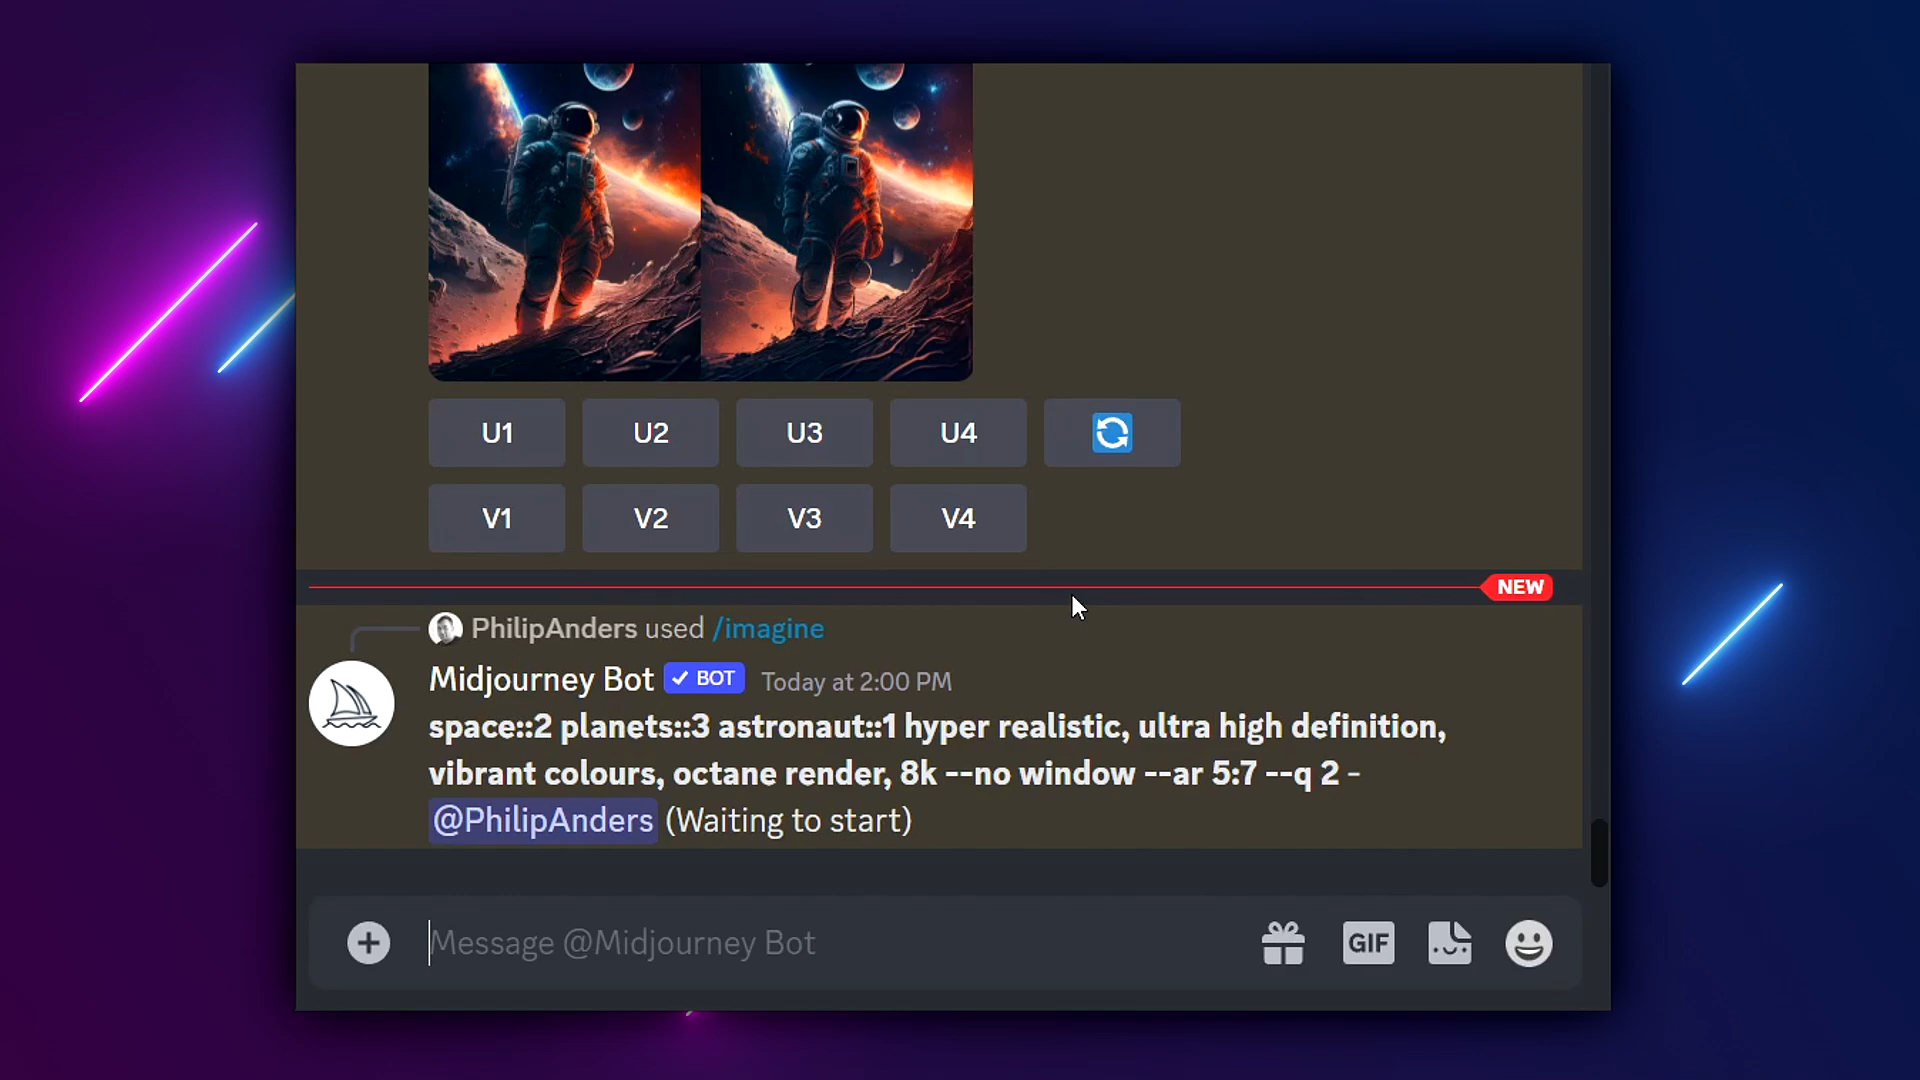 U1 U2 U3 U4
V1 V2 V3 V4
NEW
PhilipAnders used /imagine
Midjourney Bot ✓ BOT Today at 2:00 PM
space::2 planets::3 astronaut::1 hyper realistic, ultra high definition,
vibrant colours, octane render, 8k --no window --ar 5:7 --q 2 -
@PhilipAnders (Waiting to start)
Message @Midjourney Bot
GIF